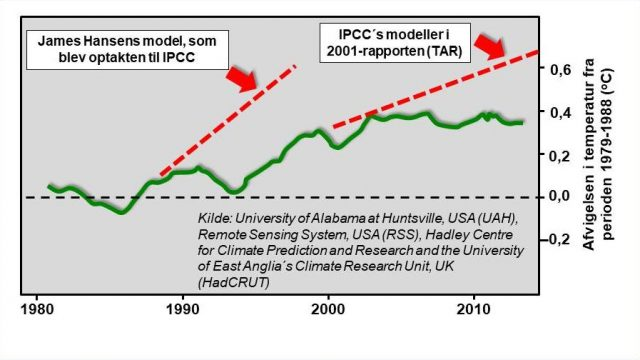 James Hansens model, som
blev optakten til IPCC
IPCC´s modeller i
2001-rapporten (TAR)
0,6
0,4
0,2
0,0
-0,2
Afvigelsen i temperatur fra
perioden 1979-1988 (ºC)
Kilde: University of Alabama at Huntsville, USA (UAH),
Remote Sensing System, USA (RSS), Hadley Centre
for Climate Prediction and Research and the University
of East Anglia´s Climate Research Unit, UK
(HadCRUT)
1980
1990
2000
2010